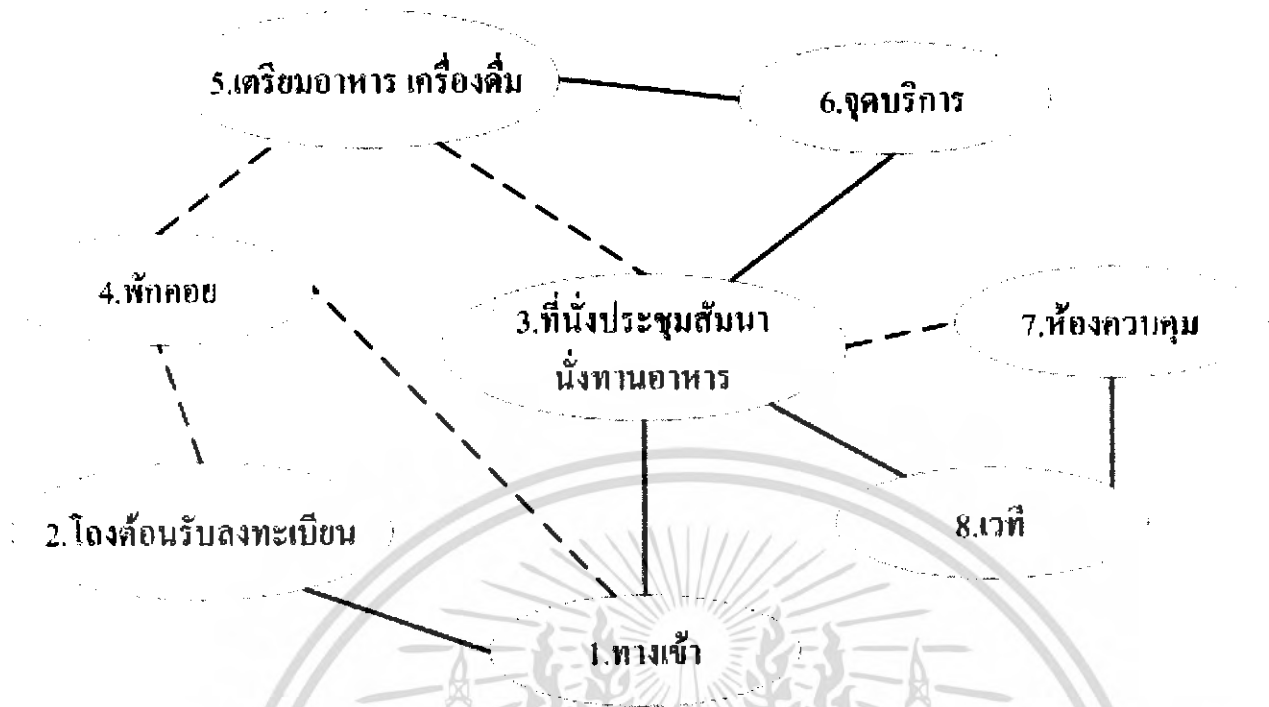 5.เตรียมอาหาร เครื่องดื่ม
6.จุดบริการ
4.พักคอย
3.ที่นั่งประชุมสัมนา
นั่งทานอาหาร
7.ห้องควบคุม
2.โถงต้อนรับลงทะเบียน
8.เวที
1.ทางเข้า